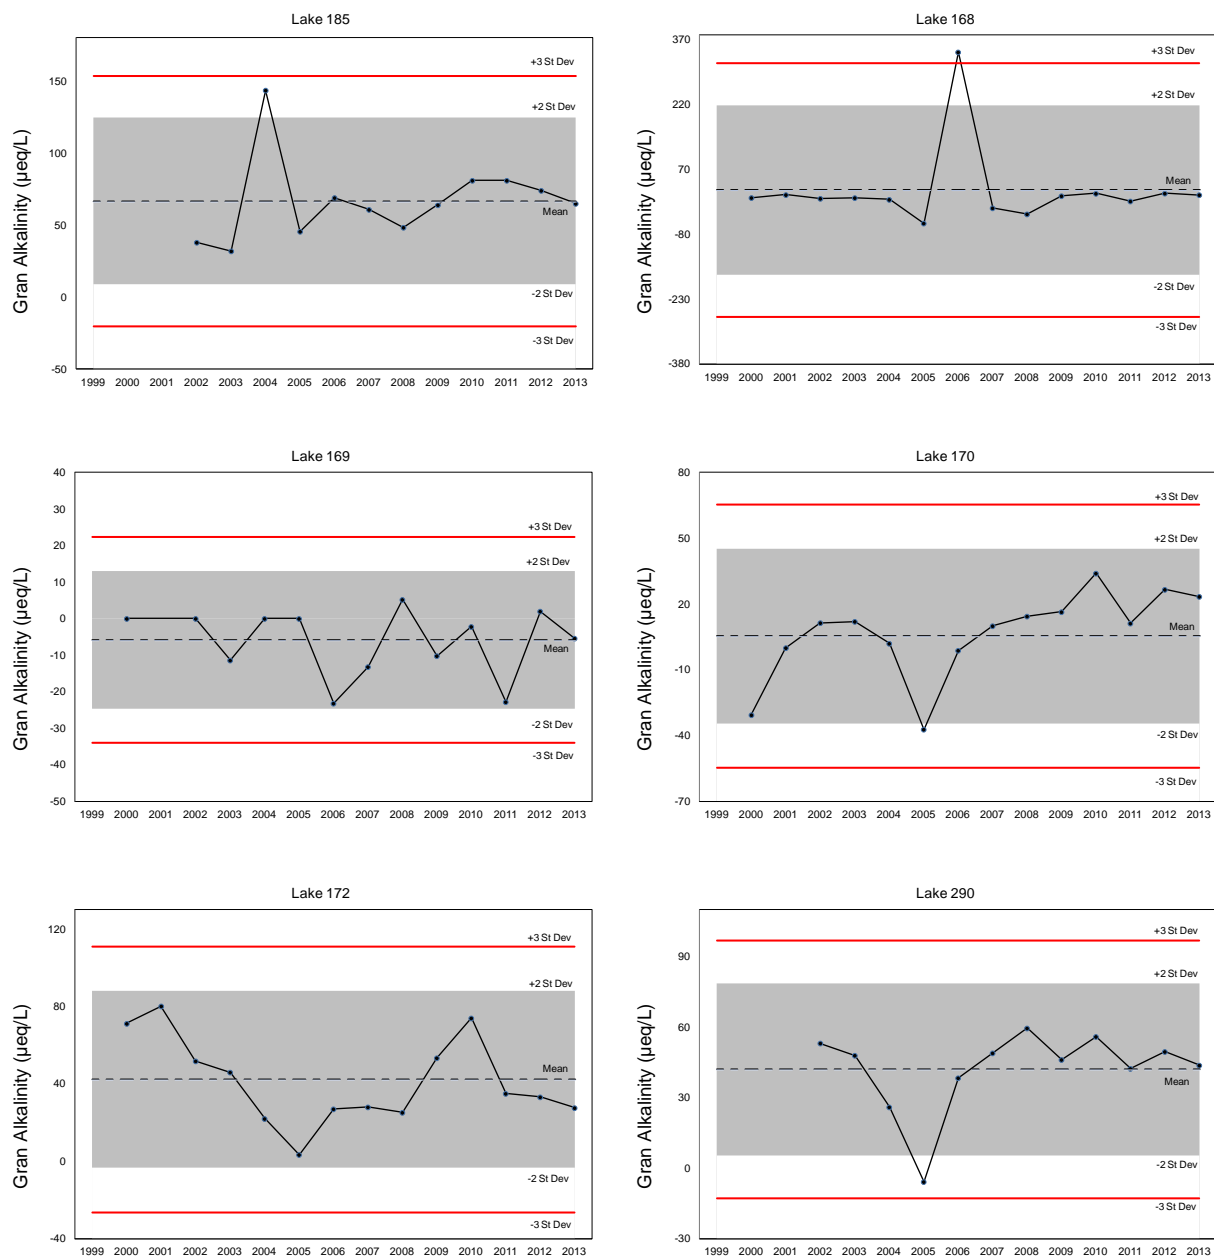 Lake 185
Gran Alkalinity (µeq/L)
150
100
50
0
-50
+3 St Dev
+2 St Dev
Mean
-2 St Dev
-3 St Dev
1999 2000 2001 2002 2003 2004 2005 2006 2007 2008 2009 2010 2011 2012 2013
Lake 168
Gran Alkalinity (µeq/L)
370
220
70
-80
-230
-380
+3 St Dev
+2 St Dev
Mean
-2 St Dev
-3 St Dev
1999 2000 2001 2002 2003 2004 2005 2006 2007 2008 2009 2010 2011 2012 2013
Lake 169
Gran Alkalinity (µeq/L)
40
30
20
10
0
-10
-20
-30
-40
-50
+3 St Dev
+2 St Dev
Mean
-2 St Dev
-3 St Dev
1999 2000 2001 2002 2003 2004 2005 2006 2007 2008 2009 2010 2011 2012 2013
Lake 170
Gran Alkalinity (µeq/L)
80
50
20
-10
-40
-70
+3 St Dev
+2 St Dev
Mean
-2 St Dev
-3 St Dev
1999 2000 2001 2002 2003 2004 2005 2006 2007 2008 2009 2010 2011 2012 2013
Lake 172
Gran Alkalinity (µeq/L)
120
80
40
0
-40
+3 St Dev
+2 St Dev
Mean
-2 St Dev
-3 St Dev
1999 2000 2001 2002 2003 2004 2005 2006 2007 2008 2009 2010 2011 2012 2013
Lake 290
Gran Alkalinity (µeq/L)
90
60
30
0
-30
+3 St Dev
+2 St Dev
Mean
-2 St Dev
-3 St Dev
1999 2000 2001 2002 2003 2004 2005 2006 2007 2008 2009 2010 2011 2012 2013